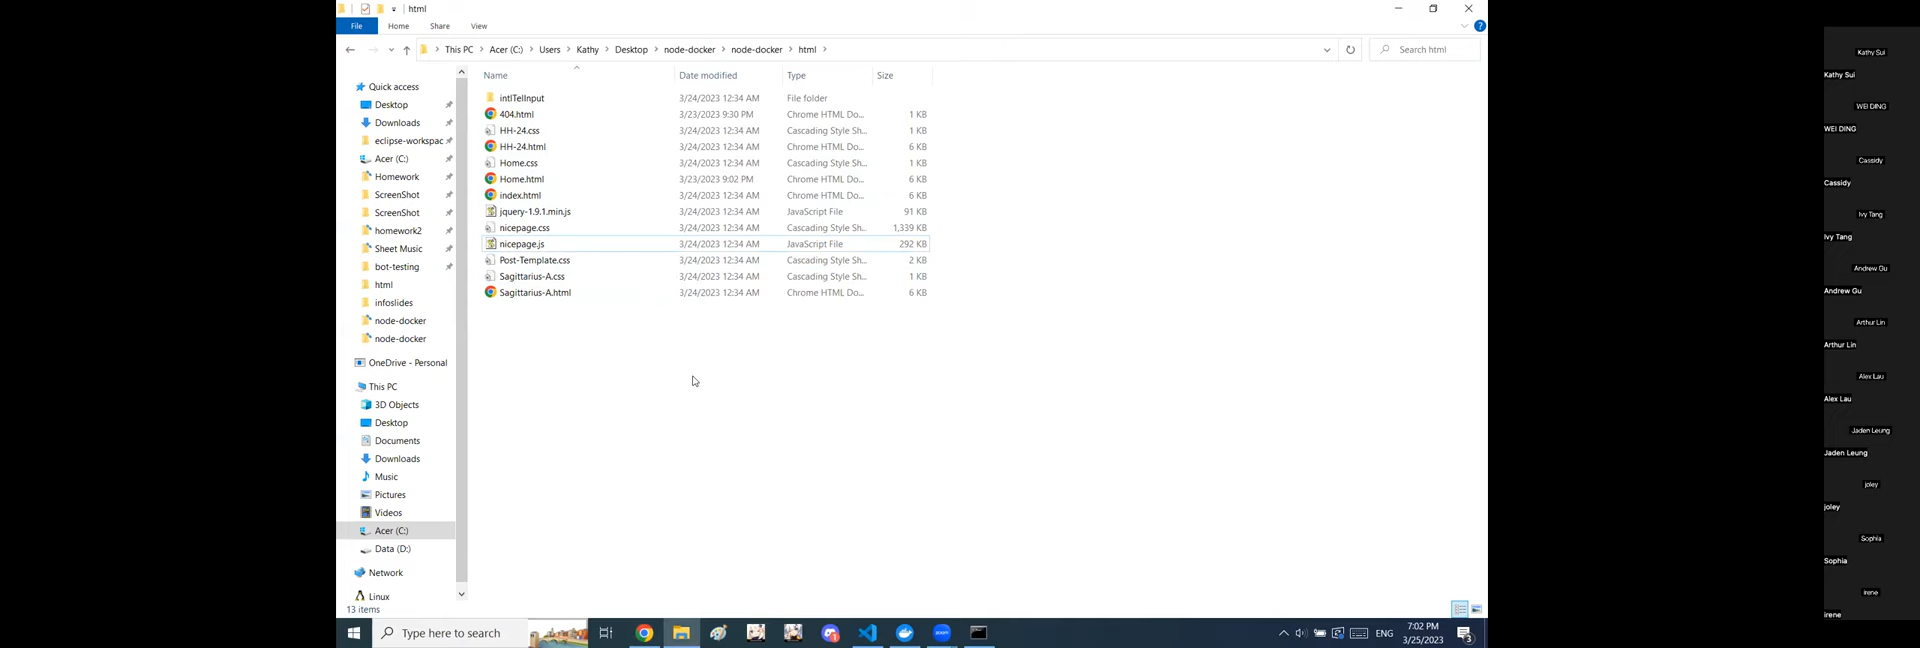 html
File
Home
Share
View
This PC
Acer (C:)
Users
Kathy
Desktop
node-docker
node-docker
html
Search html
Name
Date modified
Type
Size
intlTelInput 3/24/2023 12:34 AM File folder
404.html 3/23/2023 9:30 PM Chrome HTML Do... 1 KB
HH-24.css 3/24/2023 12:34 AM Cascading Style Sh... 1 KB
HH-24.html 3/24/2023 12:34 AM Chrome HTML Do... 6 KB
Home.css 3/24/2023 12:34 AM Cascading Style Sh... 1 KB
Home.html 3/23/2023 9:02 PM Chrome HTML Do... 6 KB
index.html 3/24/2023 12:34 AM Chrome HTML Do... 6 KB
jquery-1.9.1.min.js 3/24/2023 12:34 AM JavaScript File 91 KB
nicepage.css 3/24/2023 12:34 AM Cascading Style Sh... 1,339 KB
nicepage.js 3/24/2023 12:34 AM JavaScript File 292 KB
Post-Template.css 3/24/2023 12:34 AM Cascading Style Sh... 2 KB
Sagittarius-A.css 3/24/2023 12:34 AM Cascading Style Sh... 1 KB
Sagittarius-A.html 3/24/2023 12:34 AM Chrome HTML Do... 6 KB
Quick access
Desktop
Downloads
eclipse-workspac
Acer (C:)
Homework
ScreenShot
ScreenShot
homework2
Sheet Music
bot-testing
html
infoslides
node-docker
node-docker
OneDrive - Personal
This PC
3D Objects
Desktop
Documents
Downloads
Music
Pictures
Videos
Acer (C:)
Data (D:)
Network
Linux
13 items
Type here to search
zoom
ENG
7:02 PM
3/25/2023
3
Kathy Sui
Kathy Sui
WEI DING
WEI DING
Cassidy
Cassidy
Ivy Tang
Ivy Tang
Andrew Gu
Andrew Gu
Arthur Lin
Arthur Lin
Alex Lau
Alex Lau
Jaden Leung
Jaden Leung
joley
joley
Sophia
Sophia
irene
irene